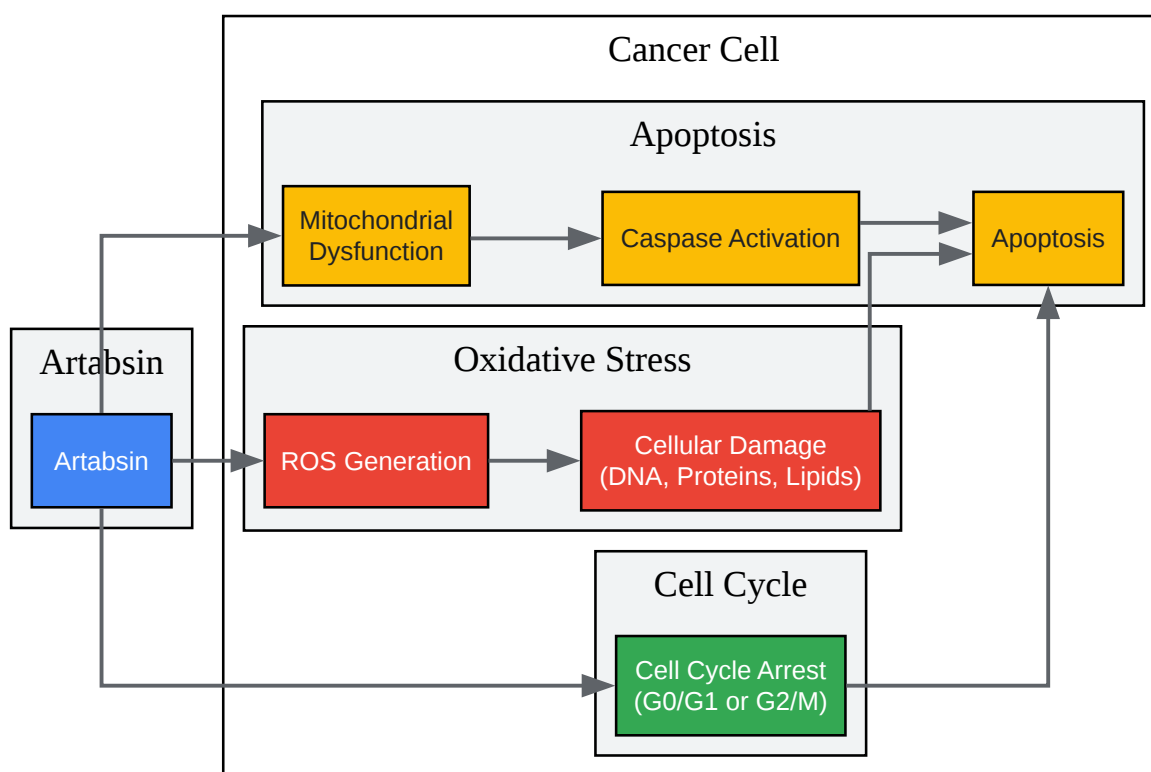 Cancer Cell
Apoptosis
Mitochondrial
Dysfunction
Caspase Activation
Apoptosis
Artabsin
Artabsin
Oxidative Stress
ROS Generation
Cellular Damage
(DNA, Proteins, Lipids)
Cell Cycle
Cell Cycle Arrest
(G0/G1 or G2/M)